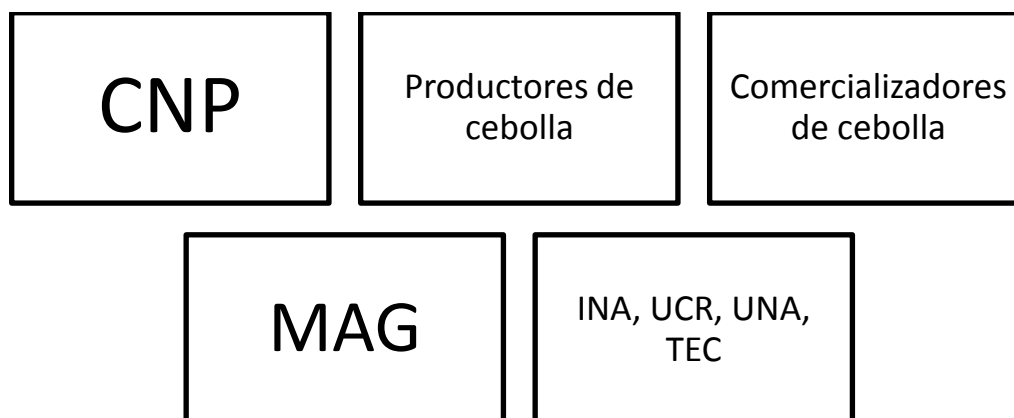 CNP
Productores de
cebolla
Comercializadores
de cebolla
MAG
INA, UCR, UNA,
TEC